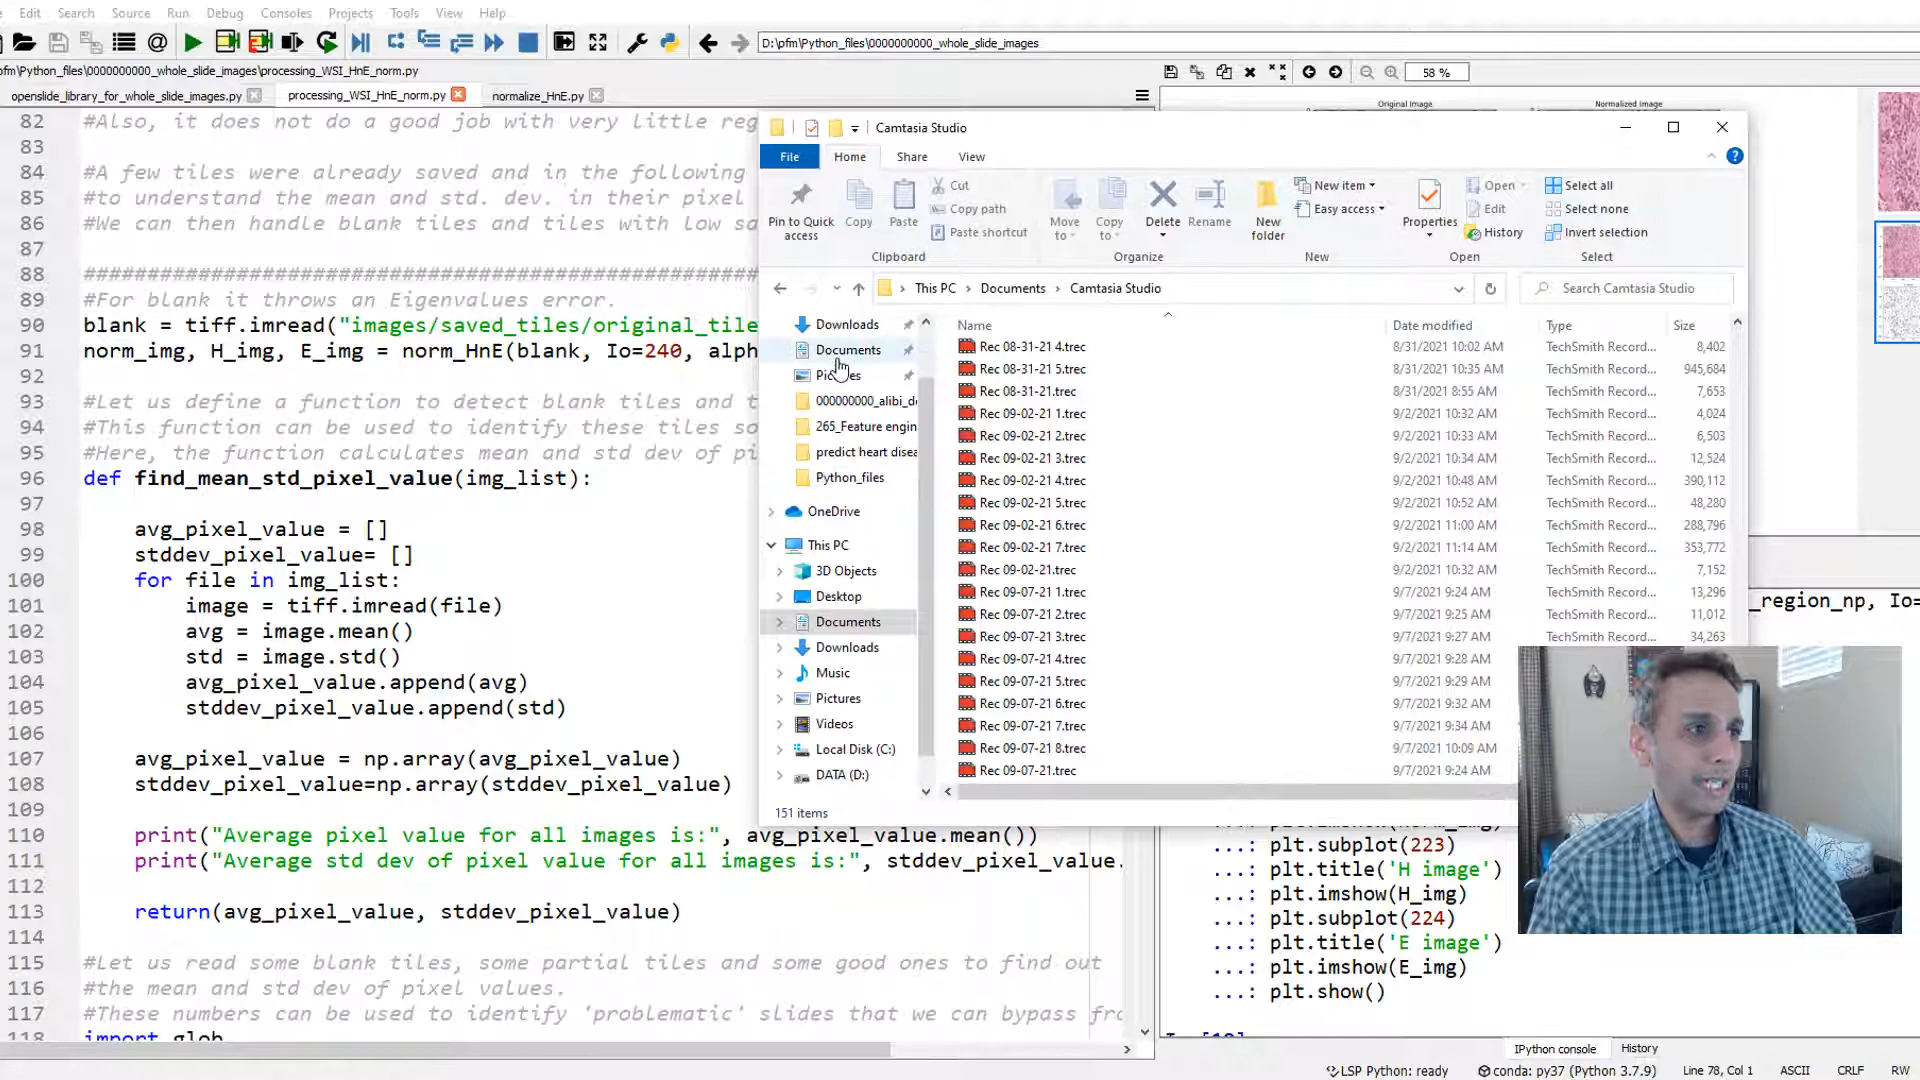 Edit Search Source Run Debug Consoles Projects Tools View Help
D:\pfm\Python_files\0000000000_whole_slide_images
fm\Python_files\0000000000_whole_slide_images\processing_WSI_HnE_norm.py
openslide_library_for_whole_slide_images.py processing_WSI_HnE_norm.py normalize_HnE.py
58 %
Original Image Normalized Image
82 #Also, it does not do a good job with very little reg
83
84 #A few tiles were already saved and in the following
85 #to understand the mean and std. dev. in their pixel
86 #We can then handle blank tiles and tiles with low sa
87
88 #####################################################
89 #For blank it throws an Eigenvalues error.
90 blank = tiff.imread("images/saved_tiles/original_tile
91 norm_img, H_img, E_img = norm_HnE(blank, Io=240, alph
92
93 #Let us define a function to detect blank tiles and t
94 #This function can be used to identify these tiles so
95 #Here, the function calculates mean and std dev of pi
96 def find_mean_std_pixel_value(img_list):
97
98 avg_pixel_value = []
99 stddev_pixel_value= []
100 for file in img_list:
101 image = tiff.imread(file)
102 avg = image.mean()
103 std = image.std()
104 avg_pixel_value.append(avg)
105 stddev_pixel_value.append(std)
106
107 avg_pixel_value = np.array(avg_pixel_value)
108 stddev_pixel_value=np.array(stddev_pixel_value)
109
110 print("Average pixel value for all images is:", avg_pixel_value.mean())
111 print("Average std dev of pixel value for all images is:", stddev_pixel_value.
112
113 return(avg_pixel_value, stddev_pixel_value)
114
115 #Let us read some blank tiles, some partial tiles and some good ones to find out
116 #the mean and std dev of pixel values.
117 #These numbers can be used to identify ‘problematic’ slides that we can bypass fr
118 import glob
Camtasia Studio
File Home Share View
Pin to Quick access
Copy
Paste
Cut
Copy path
Paste shortcut
Clipboard
Move to
Copy to
Delete
Rename
Organize
New folder
New item
Easy access
New
Properties
Open
Edit
History
Open
Select all
Select none
Invert selection
Select
This PC Documents Camtasia Studio
Search Camtasia Studio
Downloads
Documents
Pic es
000000000_alibi_d
265_Feature engin
predict heart disea
Python_files
OneDrive
This PC
3D Objects
Desktop
Documents
Downloads
Music
Pictures
Videos
Local Disk (C:)
DATA (D:)
Name Date modified Type Size
Rec 08-31-21 4.trec 8/31/2021 10:02 AM TechSmith Record... 8,402
Rec 08-31-21 5.trec 8/31/2021 10:35 AM TechSmith Record... 945,684
Rec 08-31-21.trec 8/31/2021 8:55 AM TechSmith Record... 7,653
Rec 09-02-21 1.trec 9/2/2021 10:32 AM TechSmith Record... 4,024
Rec 09-02-21 2.trec 9/2/2021 10:33 AM TechSmith Record... 6,503
Rec 09-02-21 3.trec 9/2/2021 10:34 AM TechSmith Record... 12,524
Rec 09-02-21 4.trec 9/2/2021 10:48 AM TechSmith Record... 390,112
Rec 09-02-21 5.trec 9/2/2021 10:52 AM TechSmith Record... 48,280
Rec 09-02-21 6.trec 9/2/2021 11:00 AM TechSmith Record... 288,796
Rec 09-02-21 7.trec 9/2/2021 11:14 AM TechSmith Record... 353,772
Rec 09-02-21.trec 9/2/2021 10:32 AM TechSmith Record... 7,152
Rec 09-07-21 1.trec 9/7/2021 9:24 AM TechSmith Record... 13,296
Rec 09-07-21 2.trec 9/7/2021 9:25 AM TechSmith Record... 11,012
Rec 09-07-21 3.trec 9/7/2021 9:27 AM TechSmith Record... 34,263
Rec 09-07-21 4.trec 9/7/2021 9:28 AM
Rec 09-07-21 5.trec 9/7/2021 9:29 AM
Rec 09-07-21 6.trec 9/7/2021 9:32 AM
Rec 09-07-21 7.trec 9/7/2021 9:34 AM
Rec 09-07-21 8.trec 9/7/2021 10:09 AM
Rec 09-07-21.trec 9/7/2021 9:24 AM
151 items
_region_np, Io=
...: plt.imshow(norm_img)
...: plt.subplot(223)
...: plt.title('H image')
...: plt.imshow(H_img)
...: plt.subplot(224)
...: plt.title('E image')
...: plt.imshow(E_img)
...: plt.show()
IPython console History
LSP Python: ready conda: py37 (Python 3.7.9) Line 78, Col 1 ASCII CRLF RW